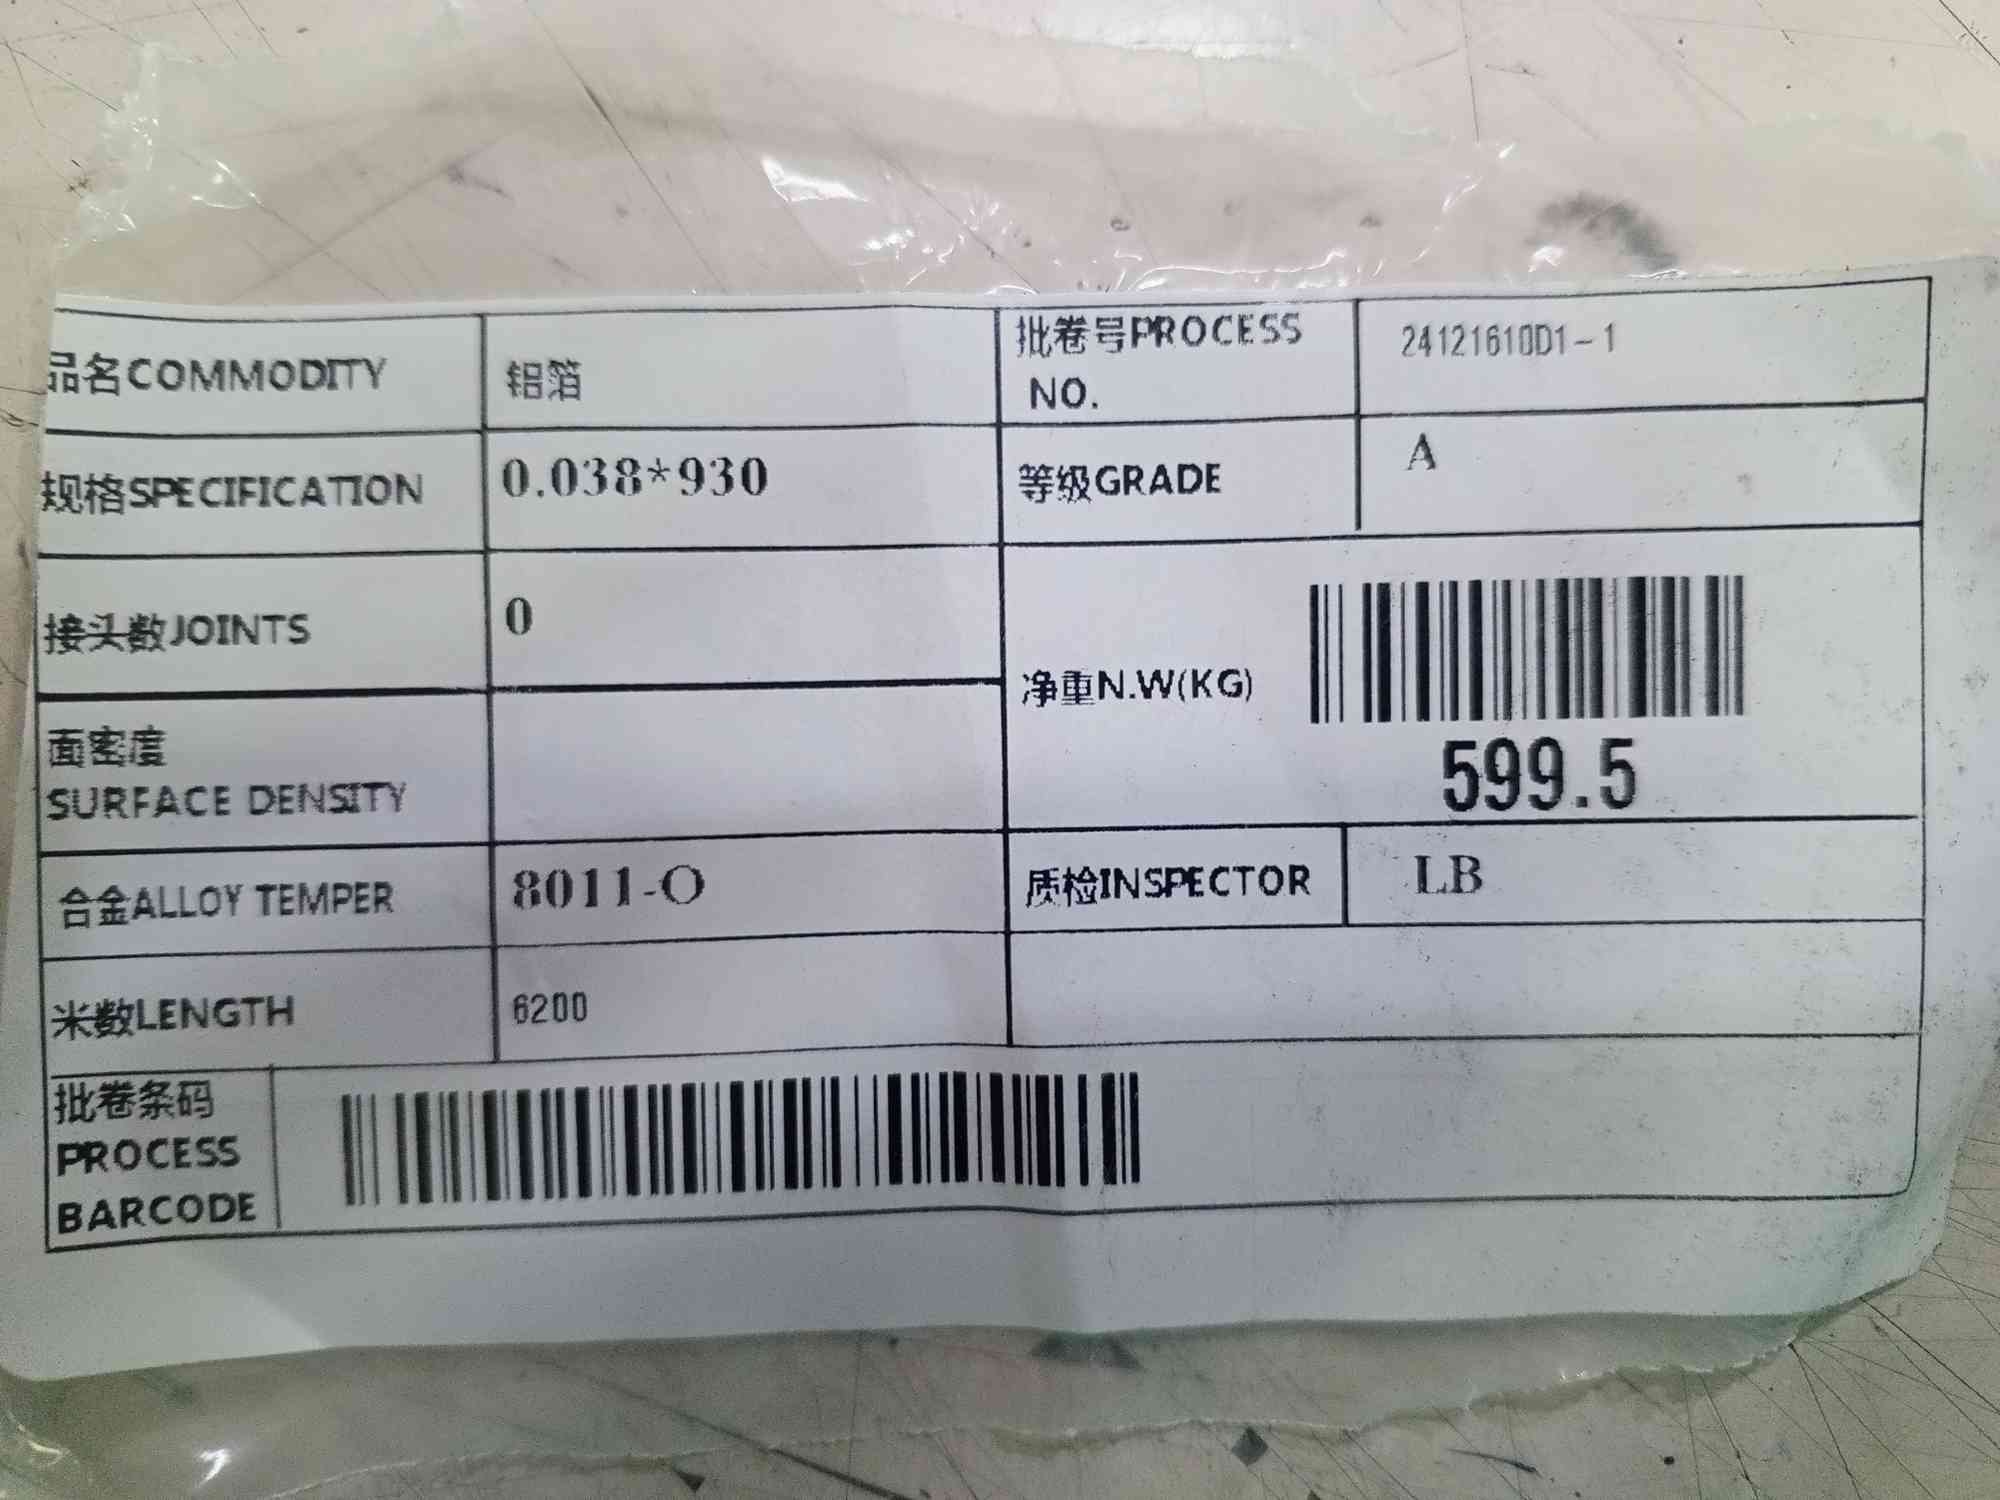 品名COMMODITY 铝箔 批卷号PROCESS NO. 24121610D1-1
规格SPECIFICATION 0.038*930 等级GRADE A
接头数JOINTS 0 净重N.W(KG) 599.5
面密度
SURFACE DENSITY
合金ALLOY TEMPER 8011-O 质检INSPECTOR LB
米数LENGTH 6200
批卷条码
PROCESS
BARCODE